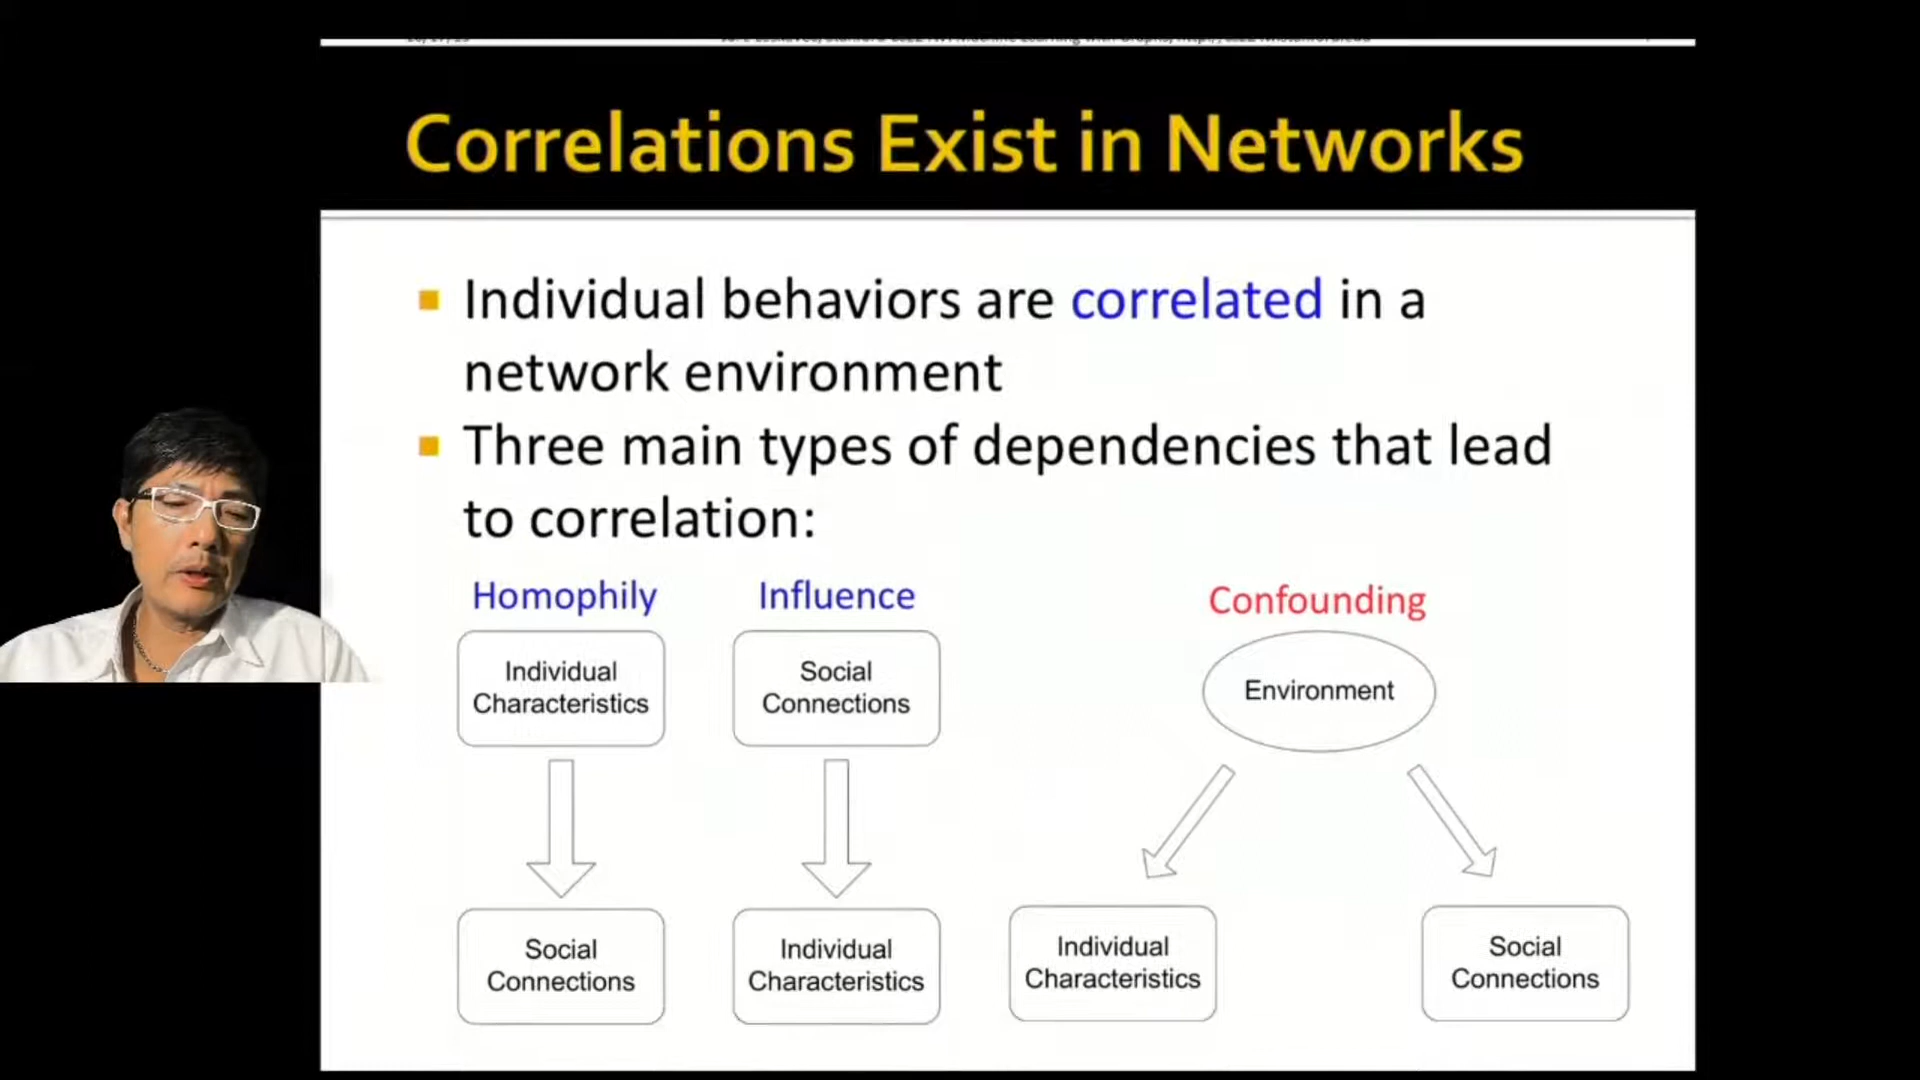 Correlations Exist in Networks
Individual behaviors are correlated in a
network environment
Three main types of dependencies that lead
to correlation:
Homophily
Influence
Confounding
Individual
Characteristics
Social
Connections
Environment
Social
Connections
Individual
Characteristics
Individual
Characteristics
Social
Connections